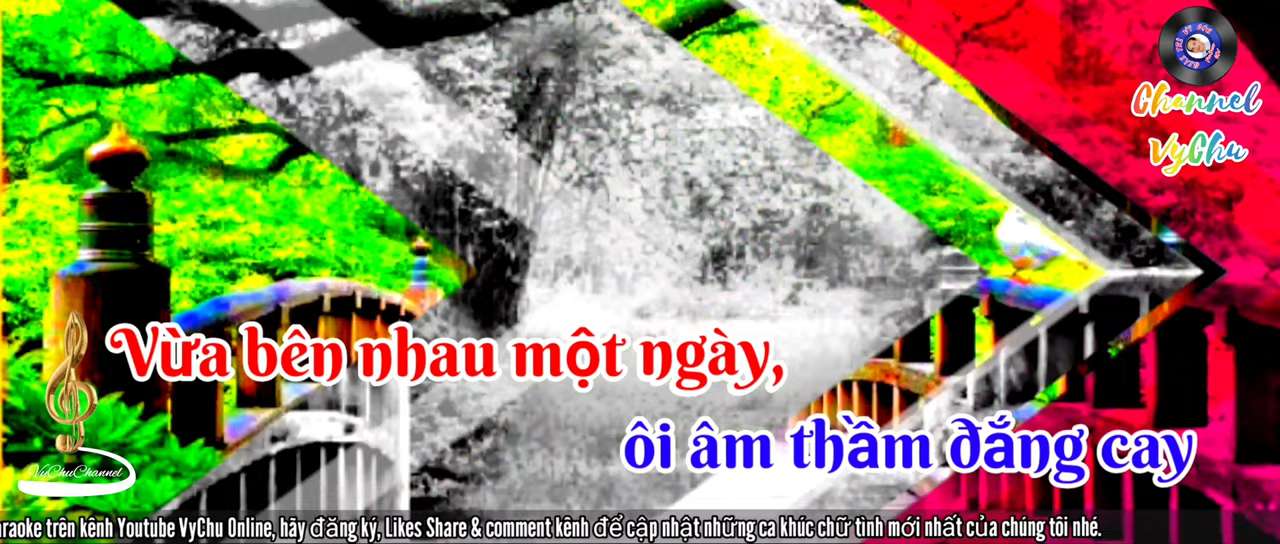 Channel
VyChu
Vừa bên nhau một ngày,
ôi âm thầm đắng cay
VyChuChannel
araoke trên kênh Youtube VyChu Online, hãy đăng ký, Likes Share & comment kênh để cập nhật những ca khúc chữ tình mới nhất của chúng tôi nhé.